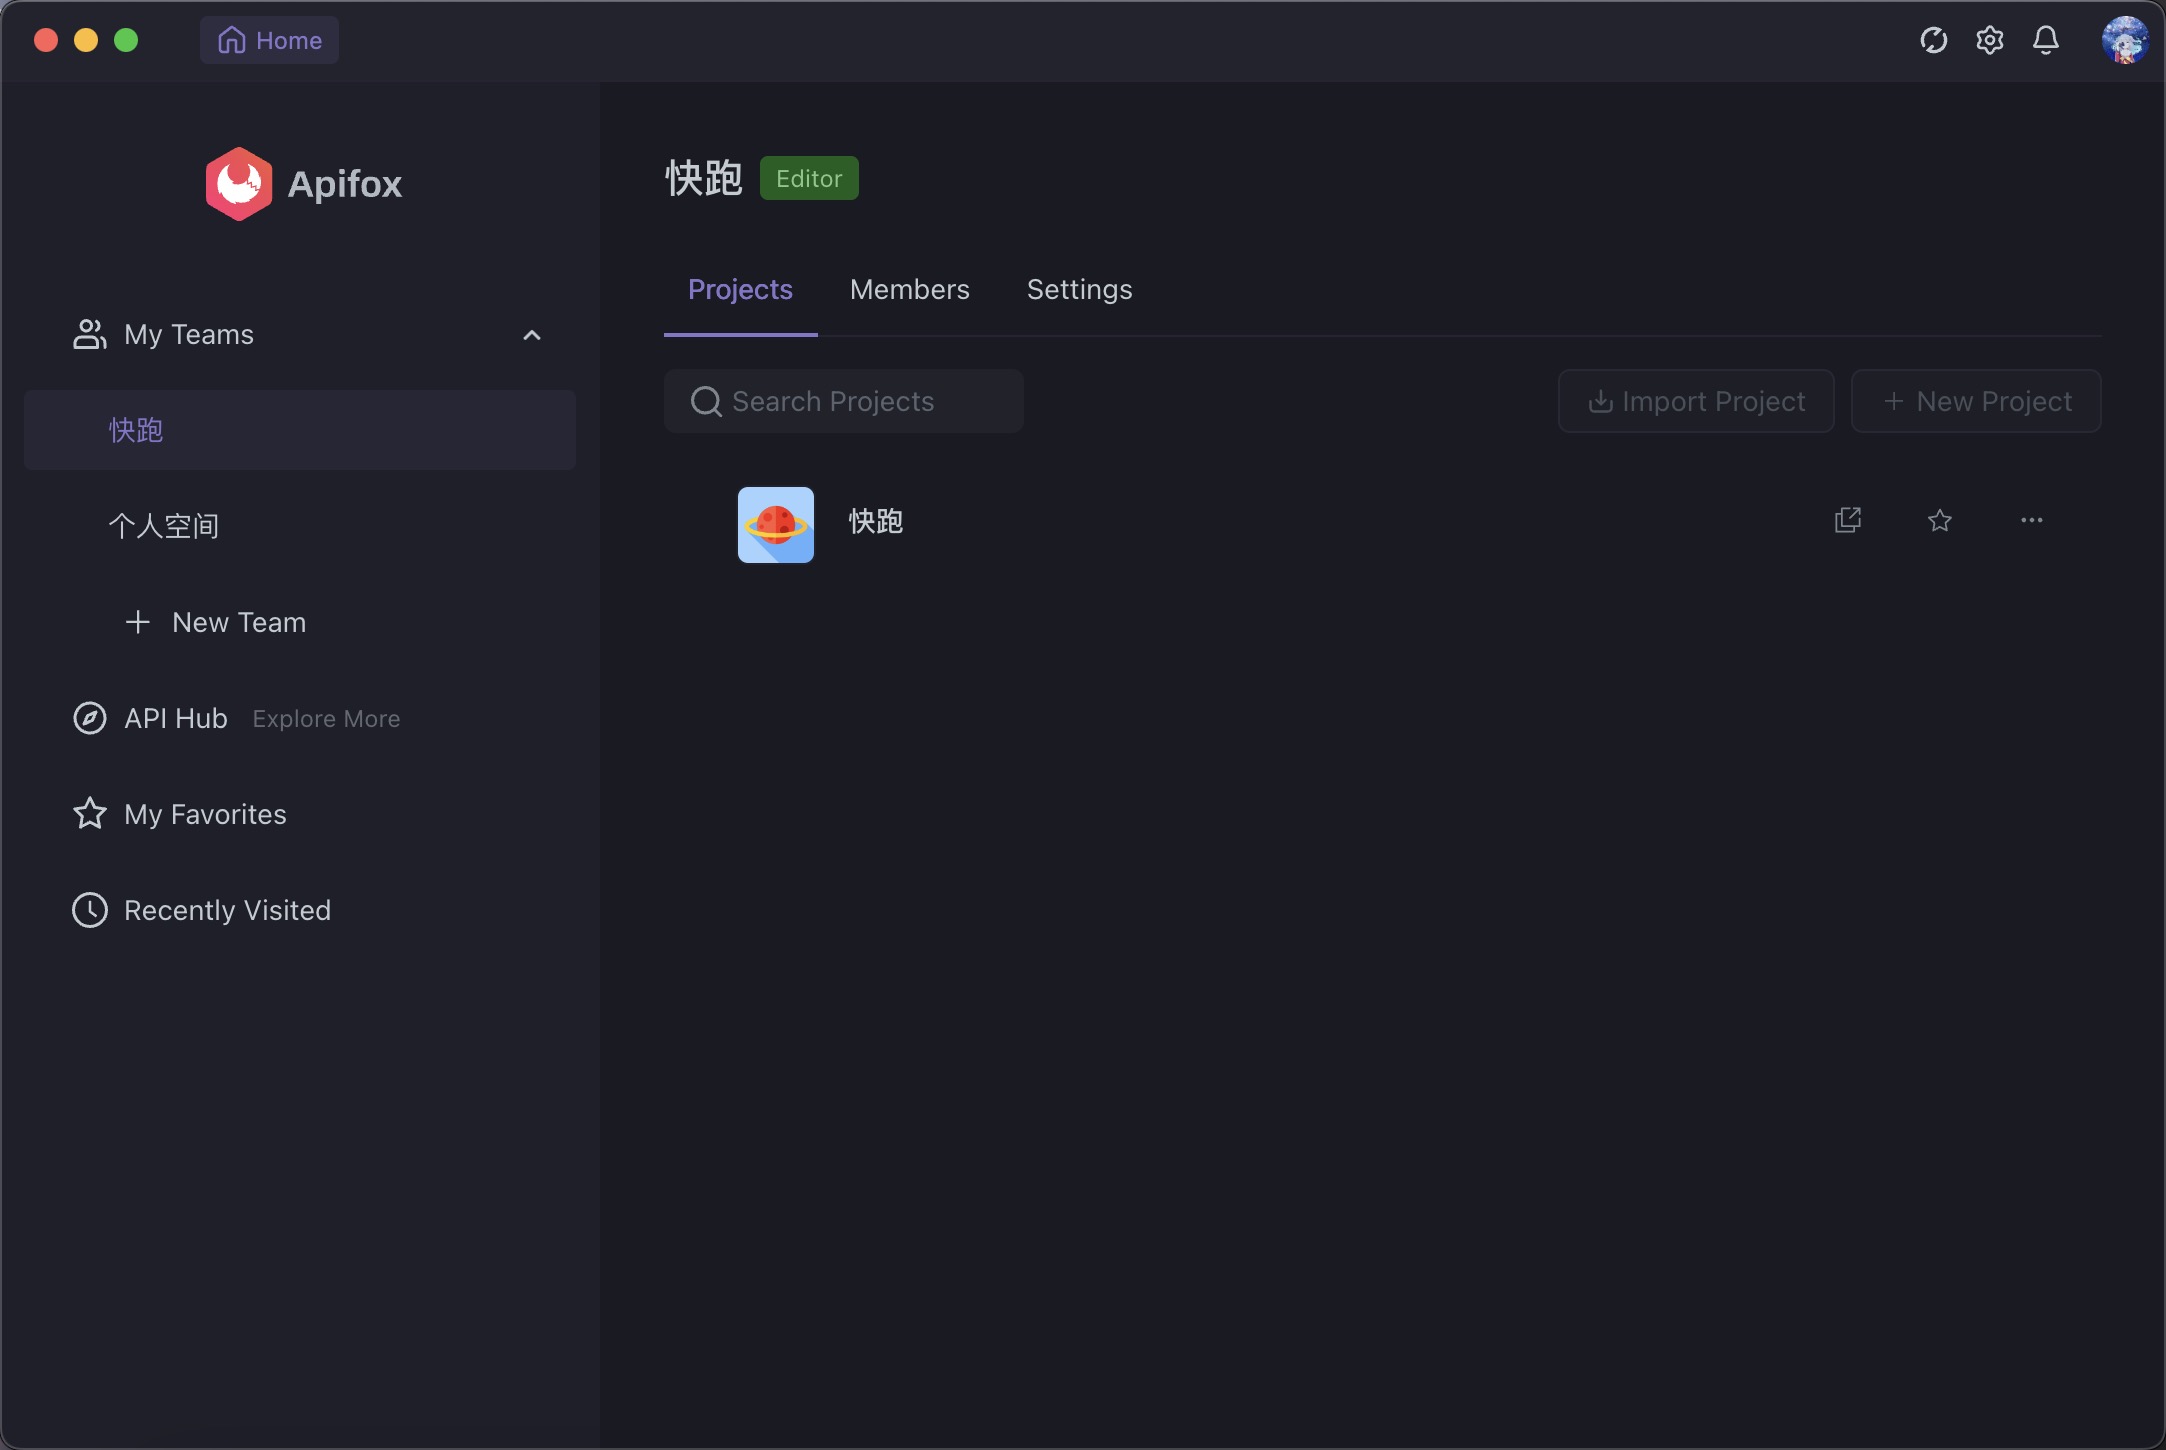 Home
Apifox
My Teams
快跑
个人空间
New Team
API Hub Explore More
My Favorites
Recently Visited
快跑 Editor
Projects Members Settings
Search Projects Import Project New Project
快跑